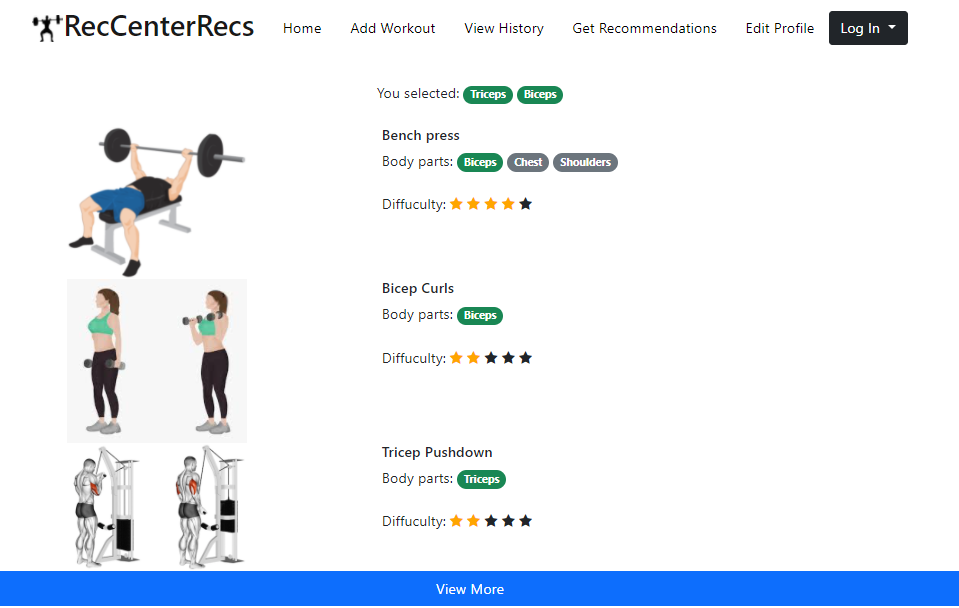 RecCenterRecs Home Add Workout View History Get Recommendations Edit Profile Log In
You selected: Triceps Biceps
Bench press
Body parts: Biceps Chest Shoulders
Diffuculty:
Bicep Curls
Body parts: Biceps
Diffuculty:
Tricep Pushdown
Body parts: Triceps
Diffuculty:
View More